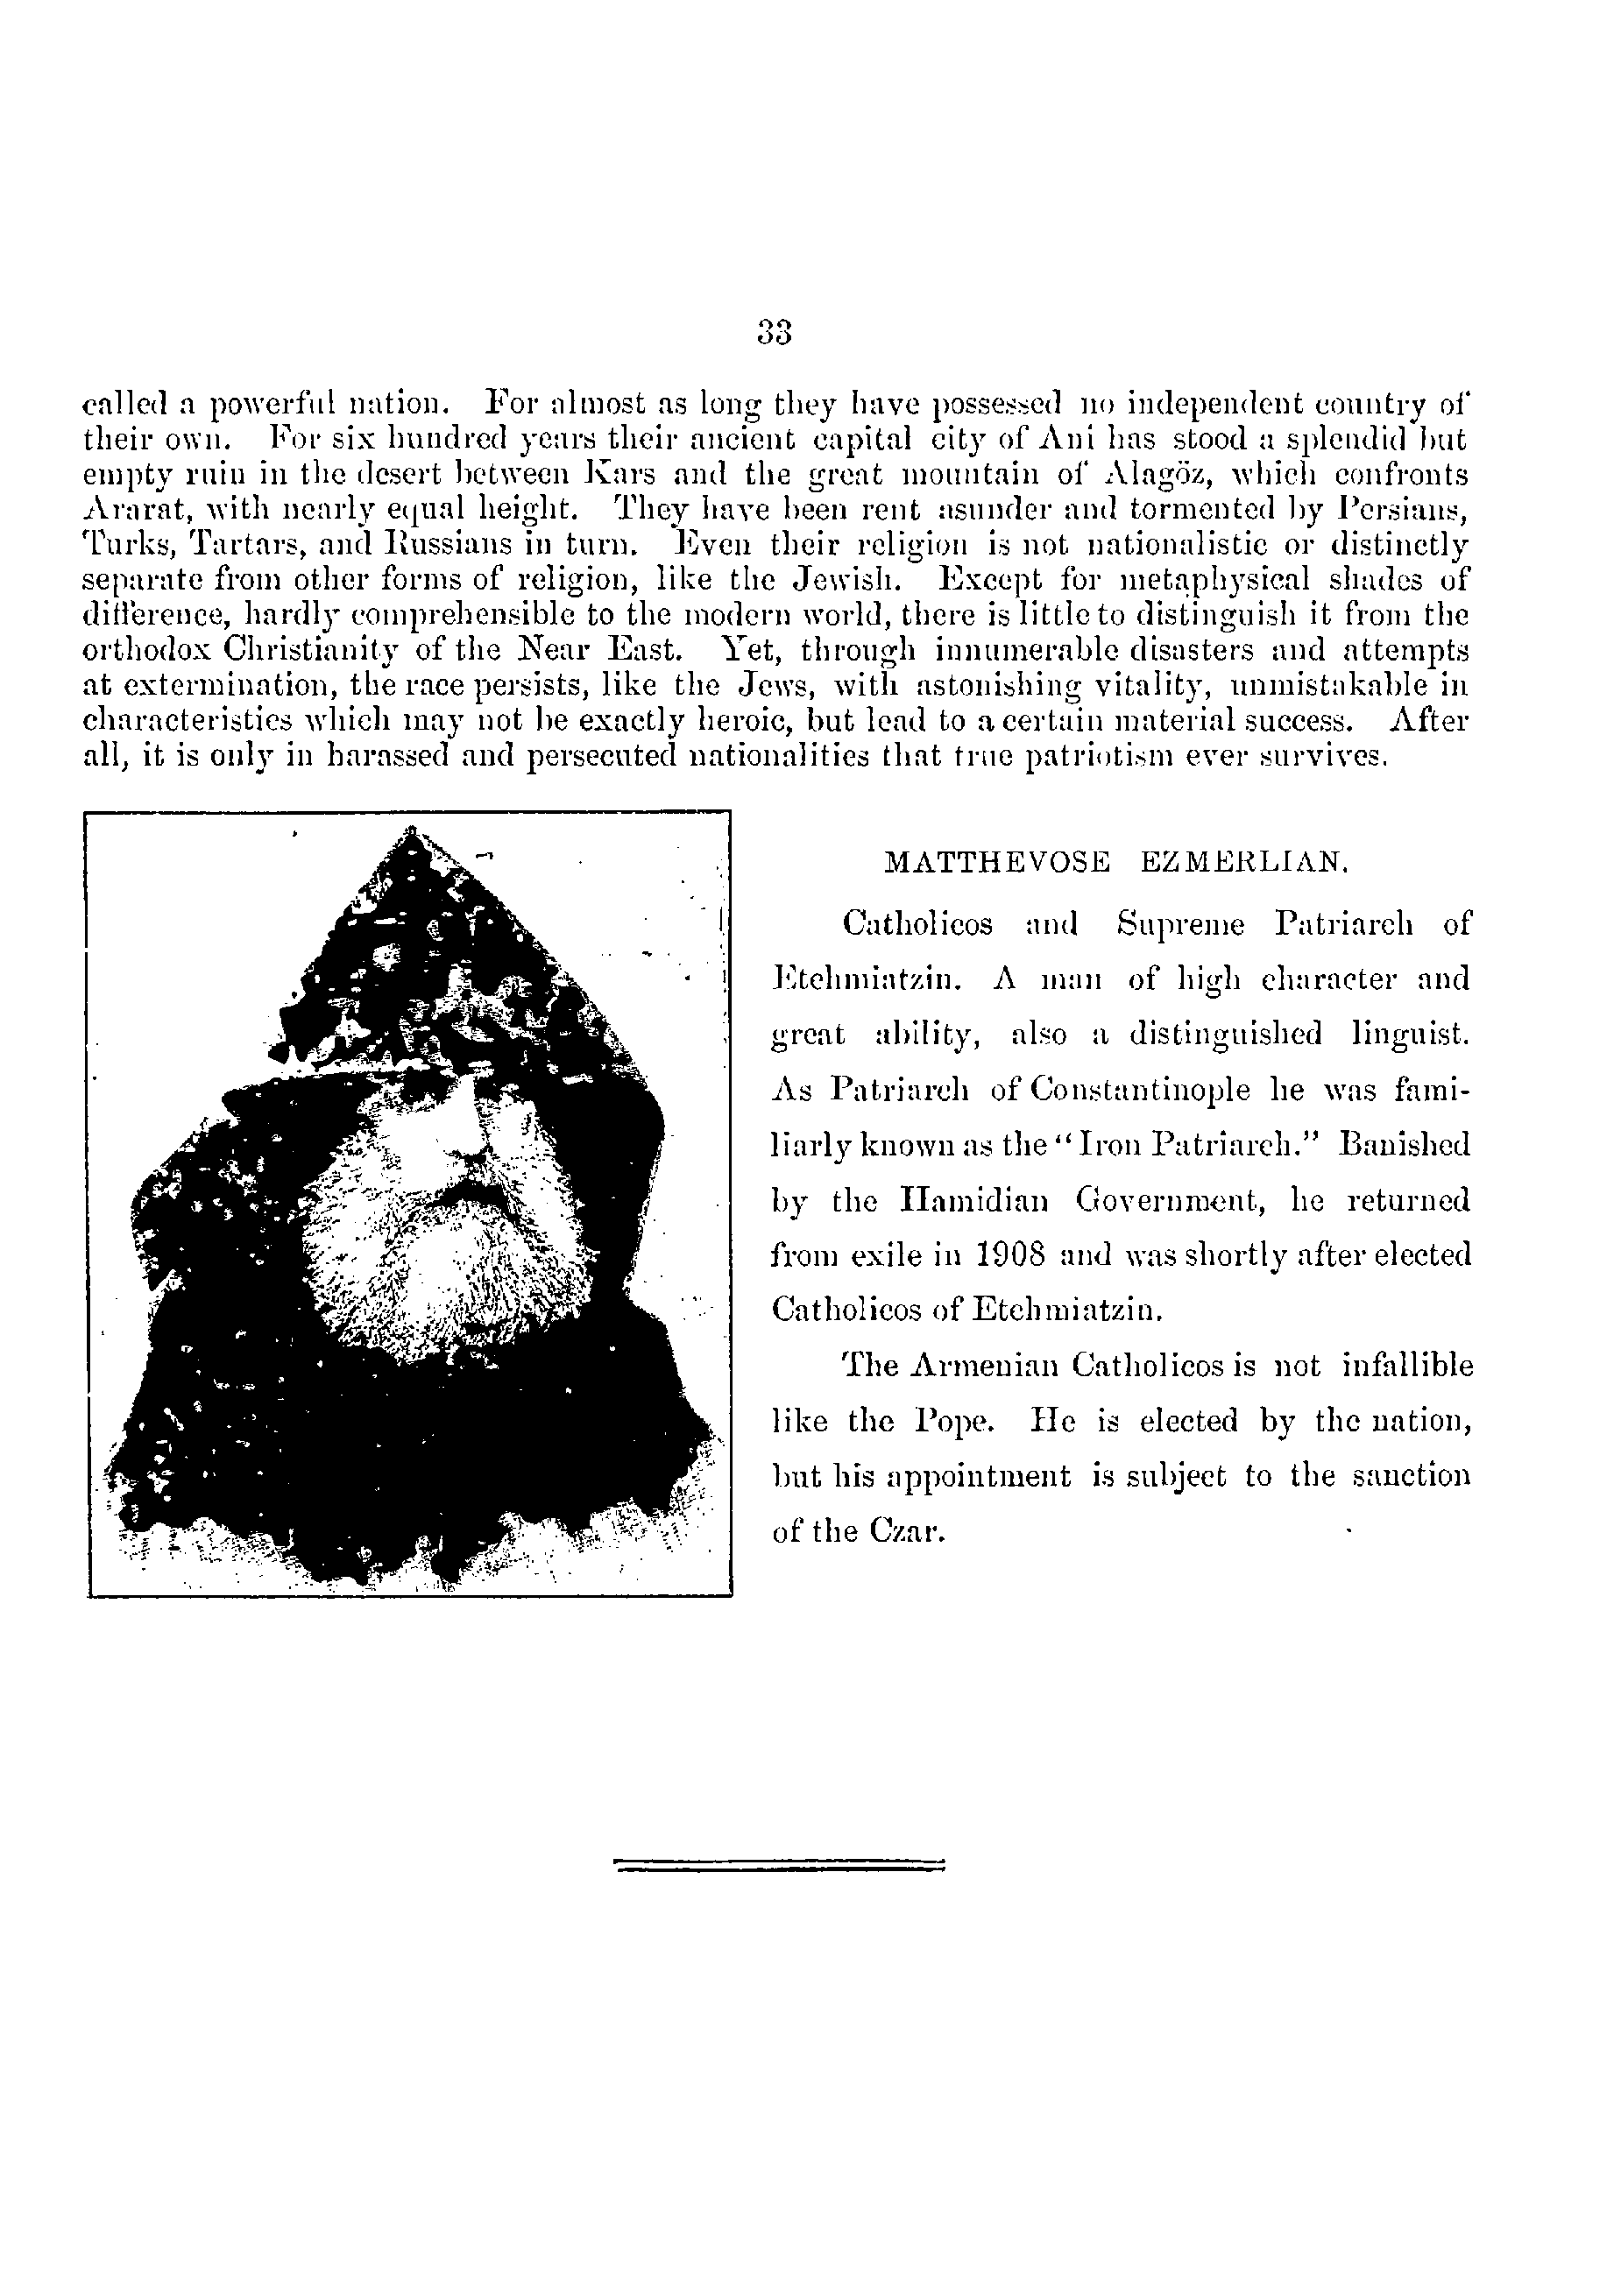 33
called a powerful nation. For almost as long they have possessed no independent country of
their own. For six hundred years their ancient capital city of Ani has stood a splendid but
empty ruin in the desert between Kars and the great mountain of Alagöz, which confronts
Ararat, with nearly equal height. They have been rent asunder and tormented by Persians,
Turks, Tartars, and Russians in turn. Even their religion is not nationalistic or distinctly
separate from other forms of religion, like the Jewish. Except for metaphysical shades of
difference, hardly comprehensible to the modern world, there is little to distinguish it from the
orthodox Christianity of the Near East. Yet, through innumerable disasters and attempts
at extermination, the race persists, like the Jews, with astonishing vitality, unmistakable in
characteristics which may not be exactly heroic, but lead to a certain material success. After
all, it is only in harassed and persecuted nationalities that true patriotism ever survives.
MATTHEVOSE EZMERLIAN.
Catholicos and Supreme Patriarch of
Etchmiatzin. A man of high character and
great ability, also a distinguished linguist.
As Patriarch of Constantinople he was fami-
liarly known as the “Iron Patriarch.” Banished
by the Hamidian Government, he returned
from exile in 1908 and was shortly after elected
Catholicos of Etchmiatzin.
The Armenian Catholicos is not infallible
like the Pope. He is elected by the nation,
but his appointment is subject to the sanction
of the Czar.